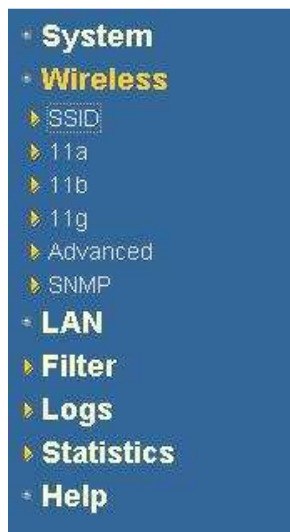 System
Wireless
SSID
11a
11b
11g
Advanced
SNMP
LAN
Filter
Logs
Statistics
Help